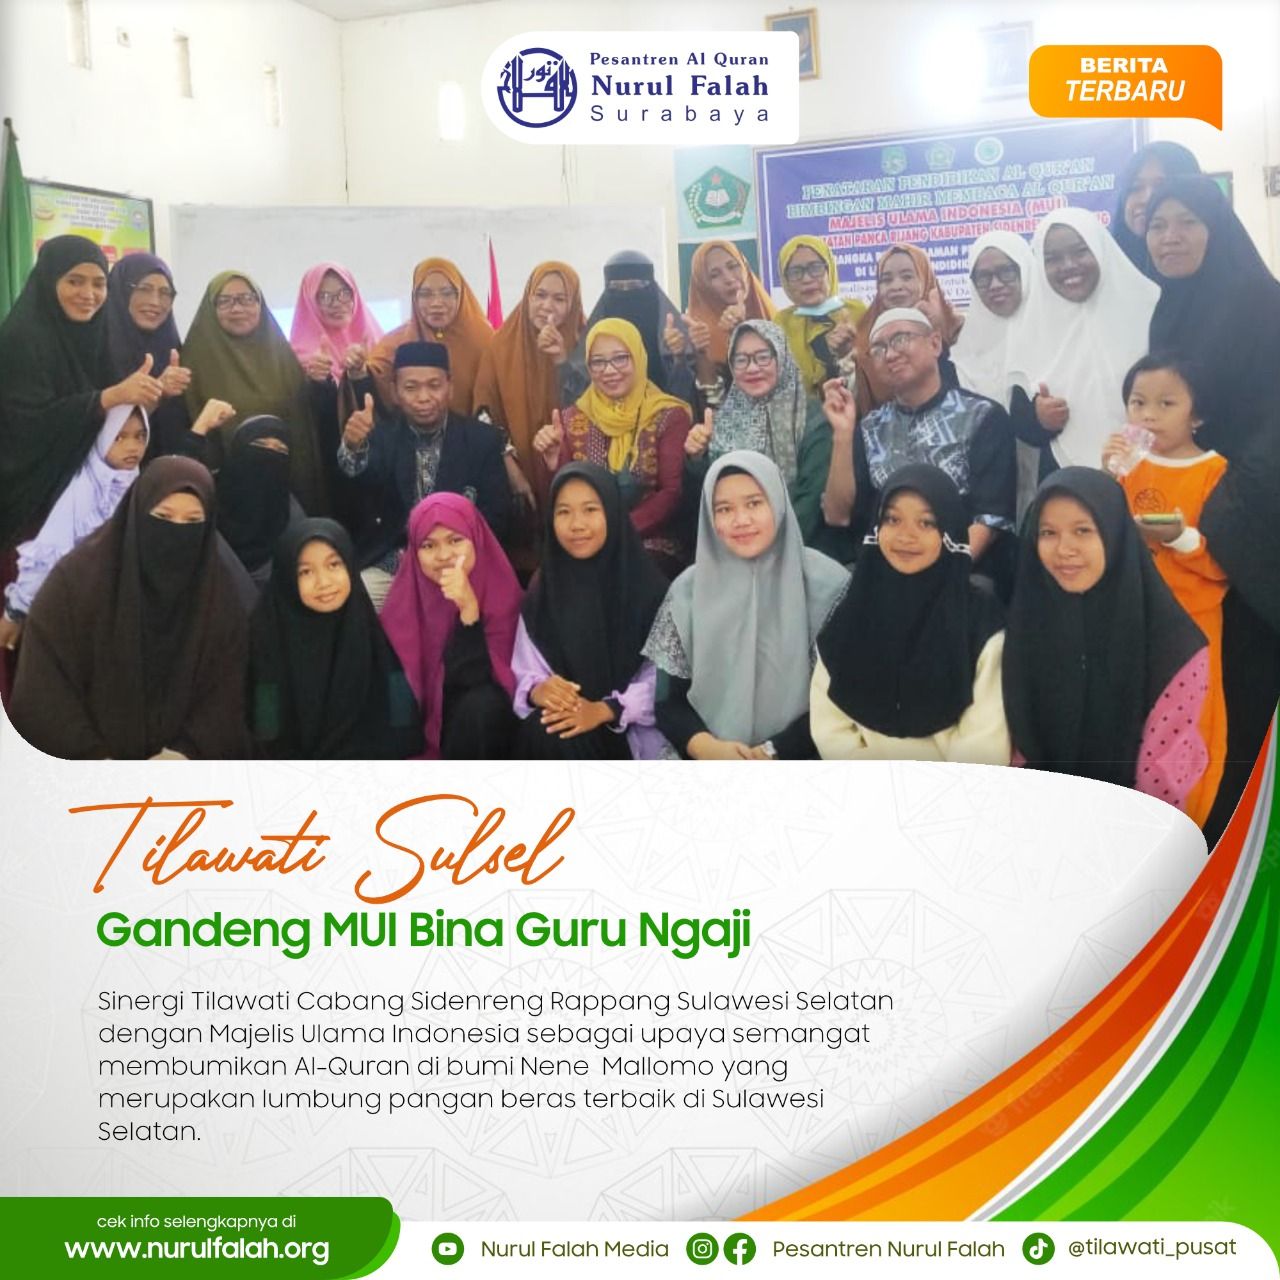 Pesantren Al Quran
Nurul Falah
Surabaya
BERITA
TERBARU
PENATARAN PENDIDIKAN AL QUR'AN
BIMBINGAN MAHIR MEMBACA AL QUR'AN
MAJELIS ULAMA INDONESIA (MUI)
PANCA RIJANG KABUPATEN
Tilawati Sulsel
Gandeng MUI Bina Guru Ngaji
Sinergi Tilawati Cabang Sidenreng Rappang Sulawesi Selatan
dengan Majelis Ulama Indonesia sebagai upaya semangat
membumikan Al-Quran di bumi Nene Mallomo yang
merupakan lumbung pangan beras terbaik di Sulawesi
Selatan.
cek info selengkapnya di
www.nurulfalah.org
Nurul Falah Media
Pesantren Nurul Falah
@tilawati_pusat